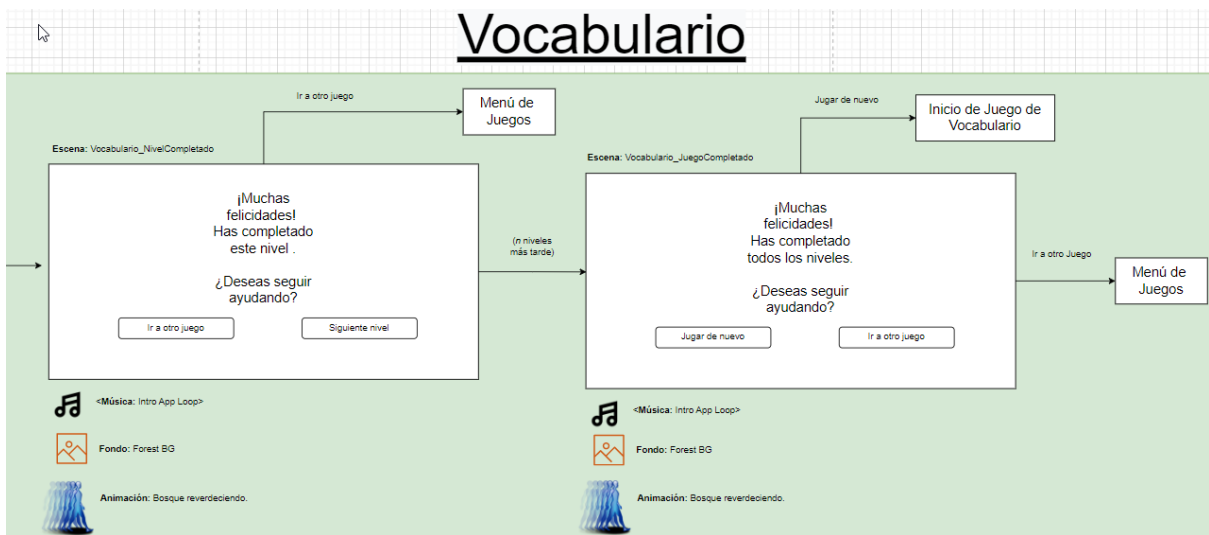 Vocabulario
Ir a otro juego
Menú de
Juegos
Escena: Vocabulario_NivelCompletado
¡Muchas
felicidades!
Has completado
este nivel .
¿Deseas seguir
ayudando?
Ir a otro juego
Siguiente nivel
<Música: Intro App Loop>
Fondo: Forest BG
Animación: Bosque reverdeciendo.
(n niveles
más tarde)
Jugar de nuevo
Inicio de Juego de
Vocabulario
Escena: Vocabulario_JuegoCompletado
¡Muchas
felicidades!
Has completado
todos los niveles.
¿Deseas seguir
ayudando?
Jugar de nuevo
Ir a otro juego
Ir a otro Juego
Menú de
Juegos
<Música: Intro App Loop>
Fondo: Forest BG
Animación: Bosque reverdeciendo.